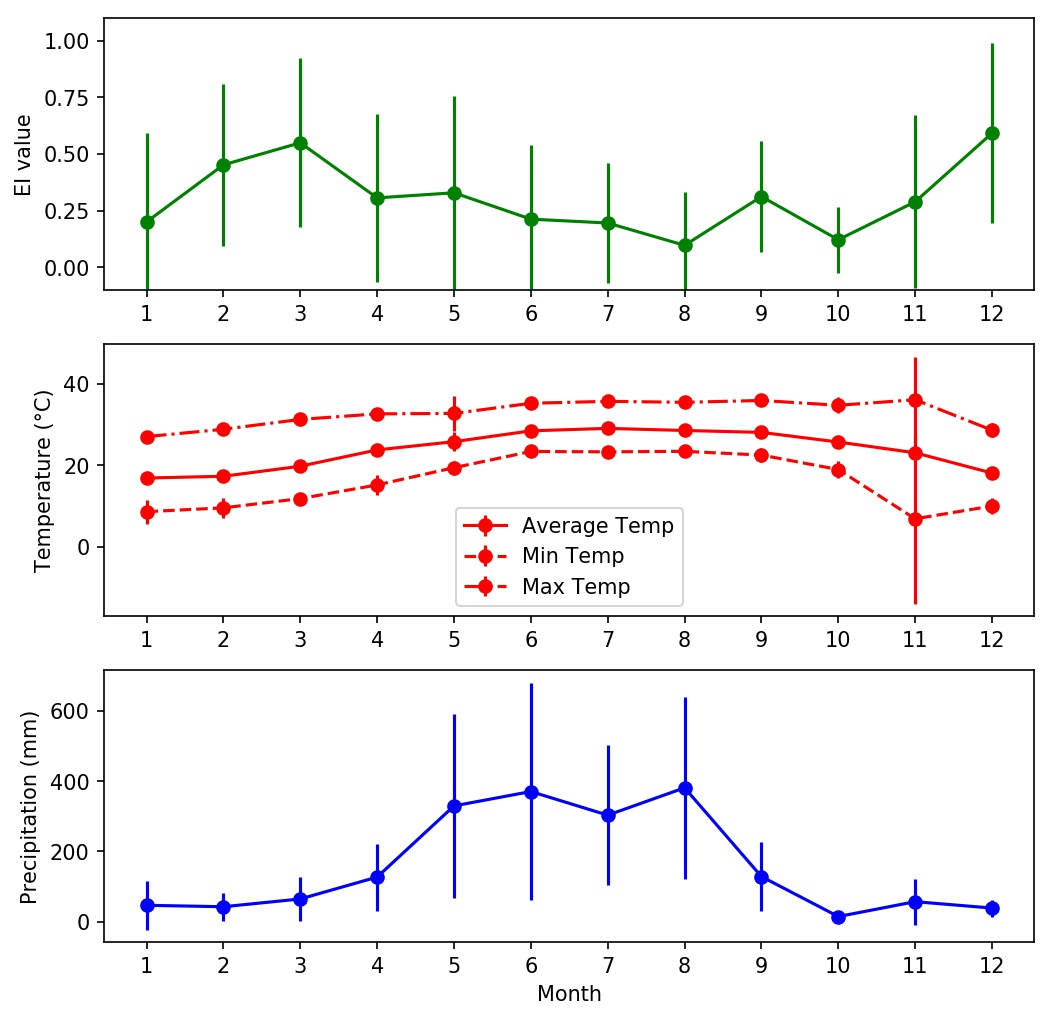 EI value
1.00
0.75
0.50
0.25
0.00
1 2 3 4 5 6 7 8 9 10 11 12
Temperature (°C)
40
20
0
Average Temp
Min Temp
Max Temp
1 2 3 4 5 6 7 8 9 10 11 12
Precipitation (mm)
600
400
200
0
1 2 3 4 5 6 7 8 9 10 11 12
Month